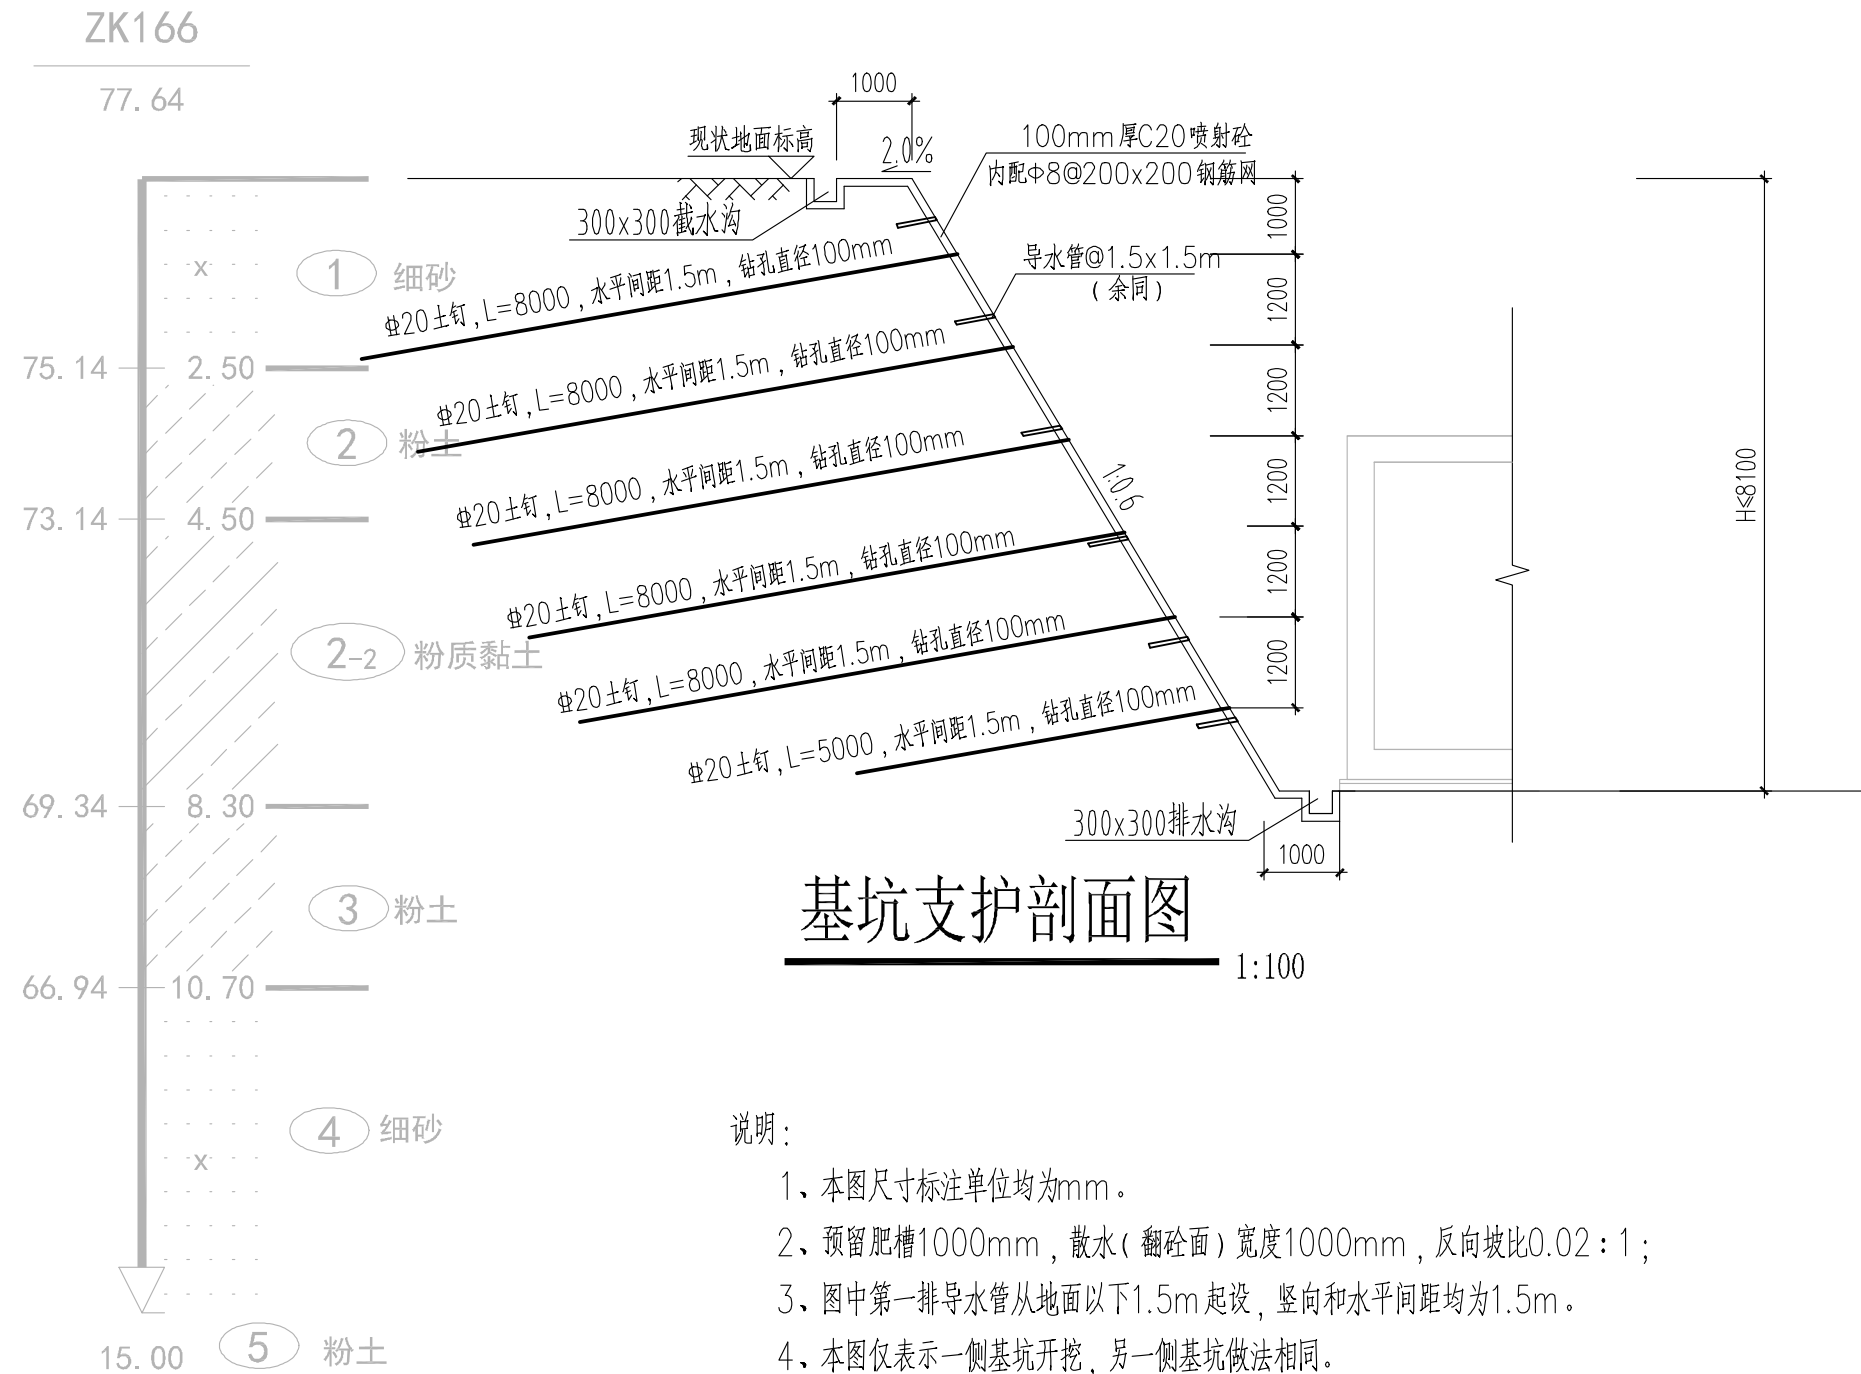 ZK166
77.64
1000
现状地面标高
2.0%
100mm厚C20喷射砼
内配Φ8@200x200钢筋网
300x300截水沟
1000
导水管@1.5x1.5m
(余同)
x
1 细砂
Φ20土钉,L=8000,水平间距1.5m,钻孔直径100mm
1200
75.14
2.50
Φ20土钉,L=8000,水平间距1.5m,钻孔直径100mm
1200
2 粉土
Φ20土钉,L=8000,水平间距1.5m,钻孔直径100mm
1:0.6
1200
H≤8100
73.14
4.50
Φ20土钉,L=8000,水平间距1.5m,钻孔直径100mm
1200
2-2 粉质黏土
Φ20土钉,L=8000,水平间距1.5m,钻孔直径100mm
1200
Φ20土钉,L=5000,水平间距1.5m,钻孔直径100mm
69.34
8.30
300x300排水沟
1000
3 粉土
基坑支护剖面图
1:100
66.94
10.70
4 细砂
x
15.00
5 粉土
说明:
1、本图尺寸标注单位均为mm。
2、预留肥槽1000mm,散水(翻砼面)宽度1000mm,反向坡比0.02:1;
3、图中第一排导水管从地面以下1.5m起设,竖向和水平间距均为1.5m。
4、本图仅表示一侧基坑开挖,另一侧基坑做法相同。